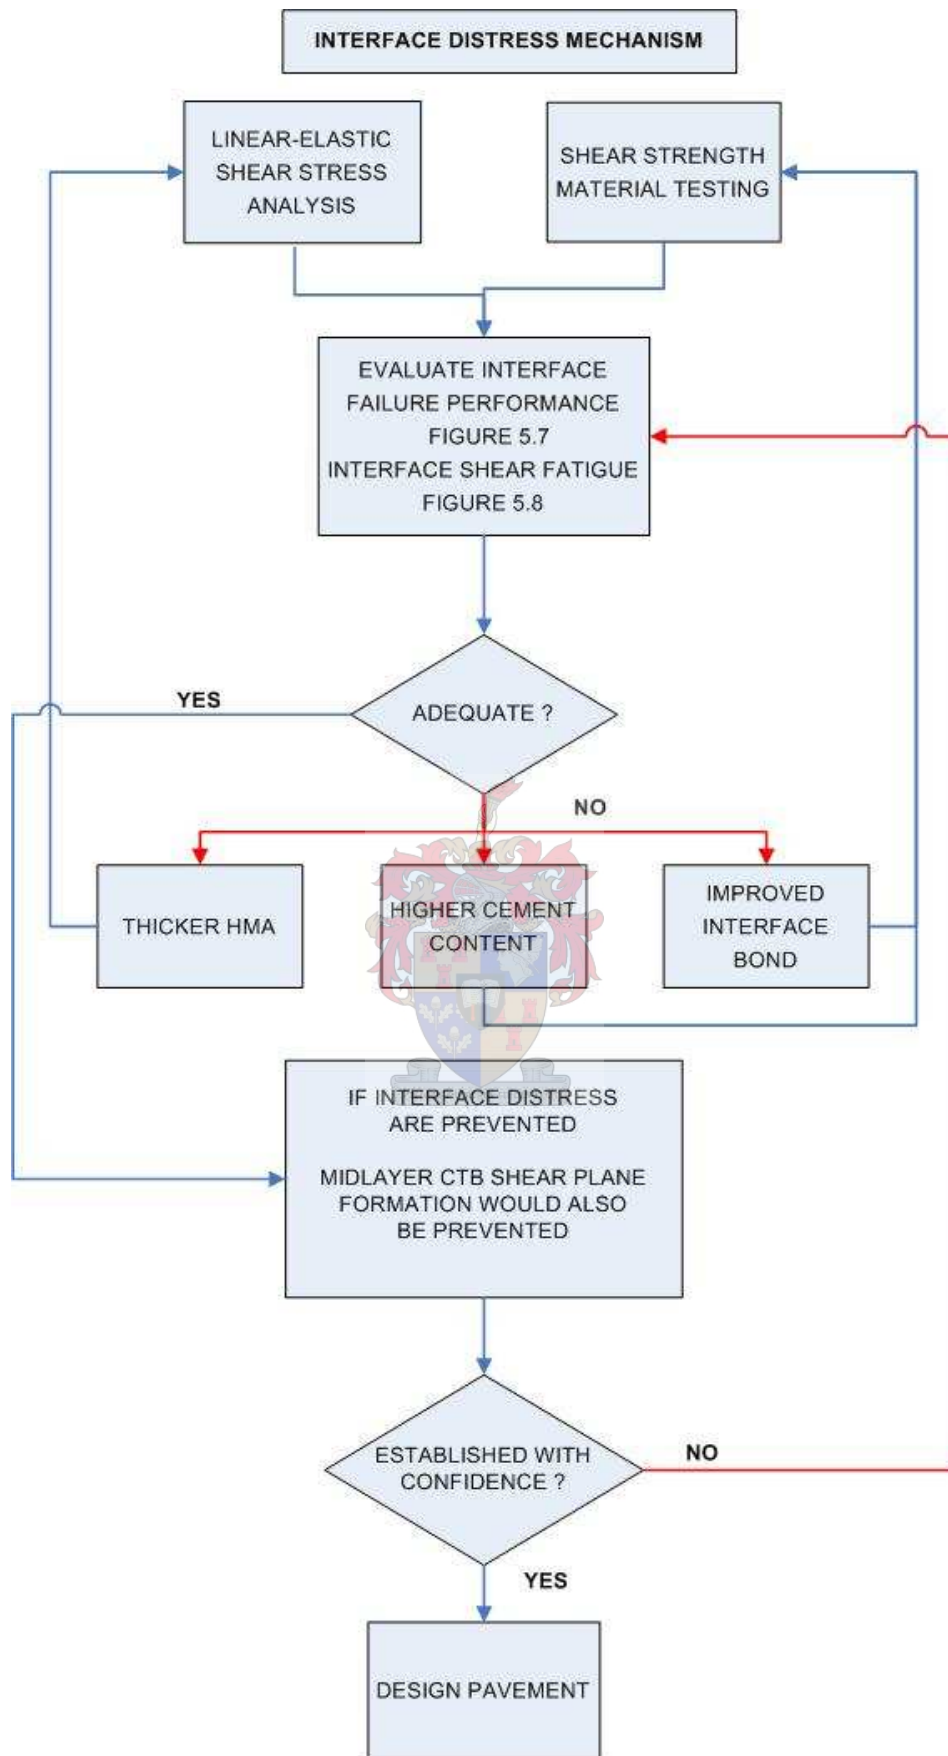 INTERFACE DISTRESS MECHANISM
LINEAR-ELASTIC
SHEAR STRESS
ANALYSIS
SHEAR STRENGTH
MATERIAL TESTING
EVALUATE INTERFACE
FAILURE PERFORMANCE
FIGURE 5.7
INTERFACE SHEAR FATIGUE
FIGURE 5.8
YES
ADEQUATE ?
NO
THICKER HMA
HIGHER CEMENT
CONTENT
IMPROVED
INTERFACE
BOND
IF INTERFACE DISTRESS
ARE PREVENTED
MIDLAYER CTB SHEAR PLANE
FORMATION WOULD ALSO
BE PREVENTED
ESTABLISHED WITH
CONFIDENCE ?
NO
YES
DESIGN PAVEMENT